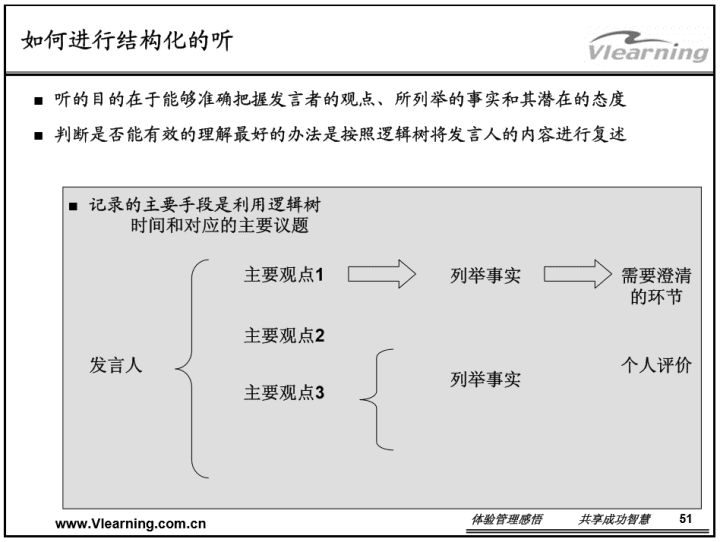 如何进行结构化的听
Vlearning
■ 听的目的在于能够准确把握发言者的观点、所列举的事实和其潜在的态度
■ 判断是否能有效的理解最好的办法是按照逻辑树将发言人的内容进行复述
■ 记录的主要手段是利用逻辑树
时间和对应的主要议题
主要观点1
列举事实
需要澄清
的环节
主要观点2
发言人
个人评价
主要观点3
列举事实
www.Vlearning.com.cn
体验管理感悟 共享成功智慧 51